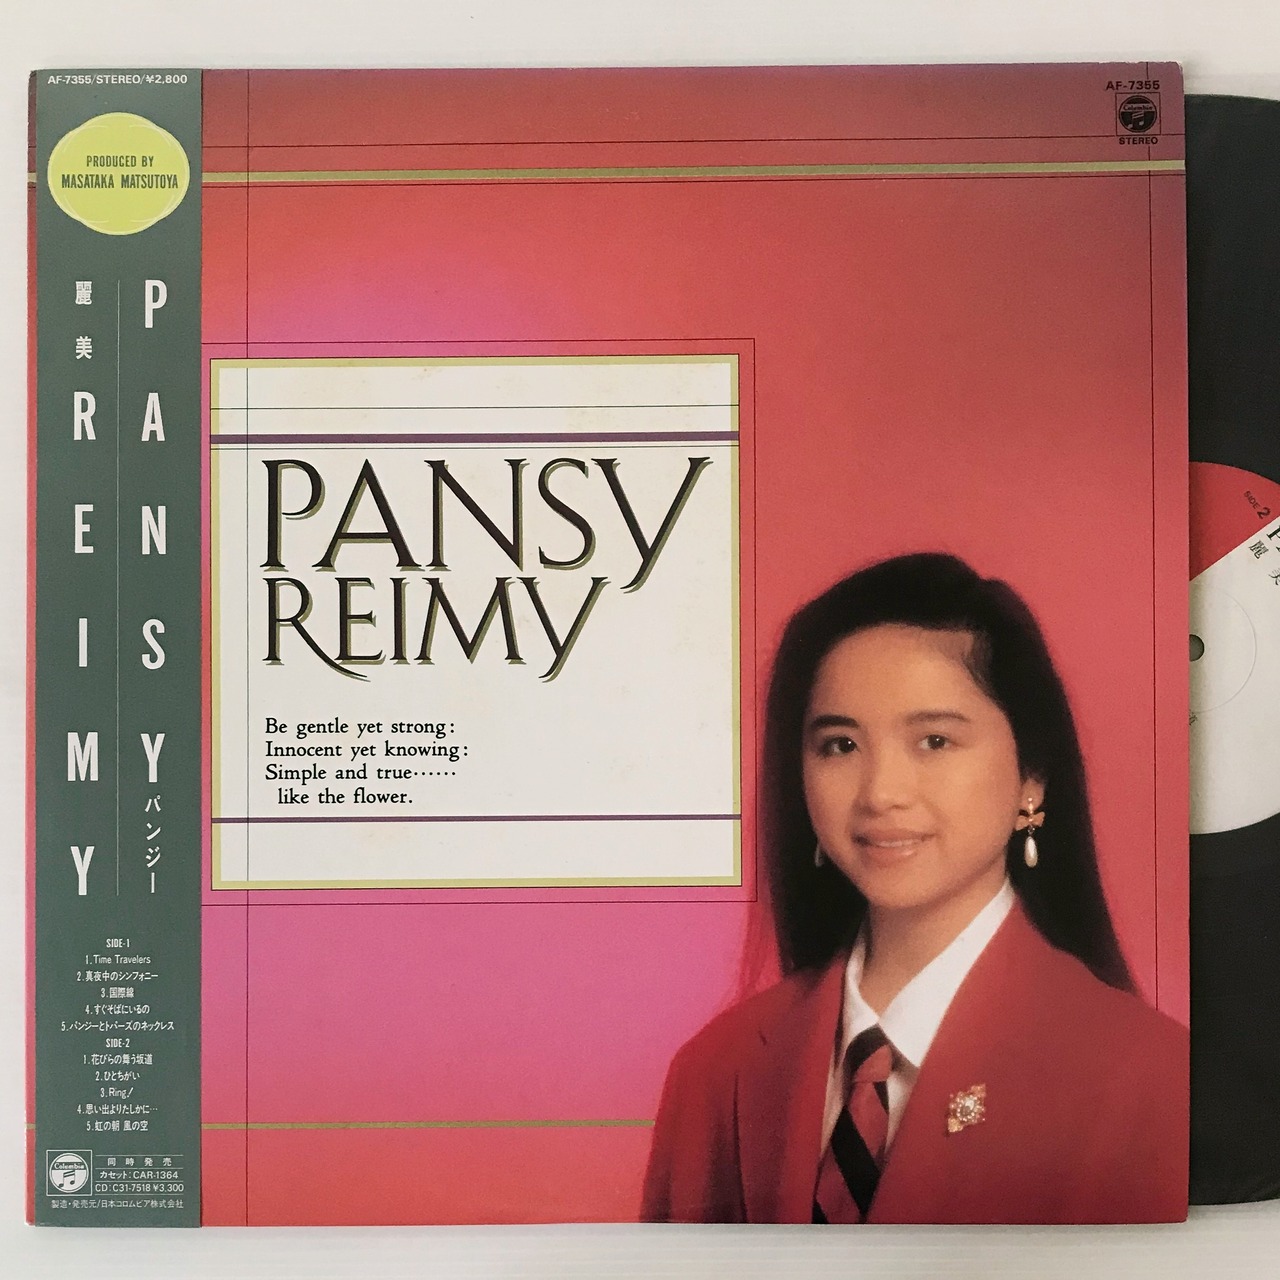 AF-7355/STEREO/¥2,800
PRODUCED BY
MASATAKA MATSUTOYA
PANSY パンジー
麗美 REIMY
SIDE-1
1.Time Travelers
2.真夜中のシンフォニー
3.国際線
4.すぐそばにいるの
5.パンジーとトパーズのネックレス
SIDE-2
1.花びらの舞う坂道
2.ひとちがい
3.Ring!
4.思い出よりたしかに…
5.虹の朝 風の空
Columbia
同時発売
カセット:CAR-1364
CD:C31-7518 ¥3,300
製造・発売元/日本コロムビア株式会社
AF-7355
Columbia
STEREO
PANSY
REIMY
Be gentle yet strong:
Innocent yet knowing:
Simple and true……
like the flower.
SIDE 2
麗